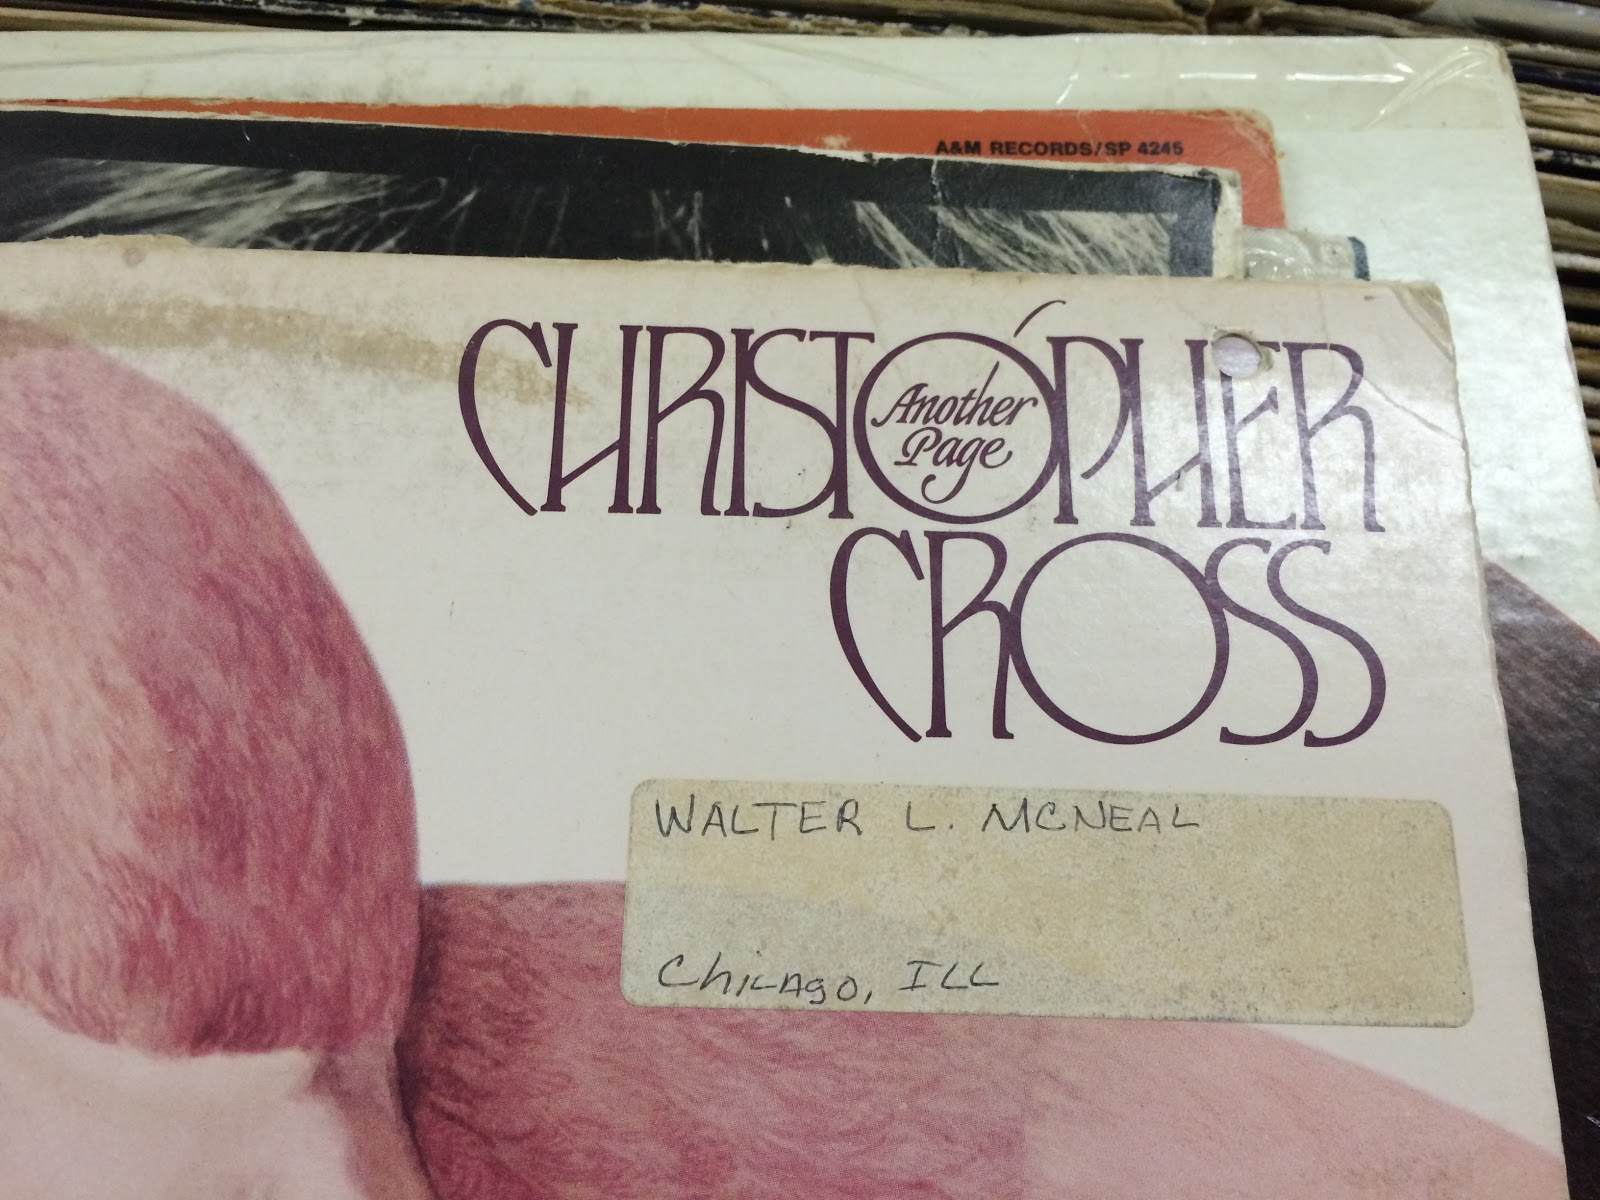 A&M RECORDS/SP 4245
CHRISTOPHER
Another
Page
CROSS
WALTER L. MCNEAL
Chicago, ILL